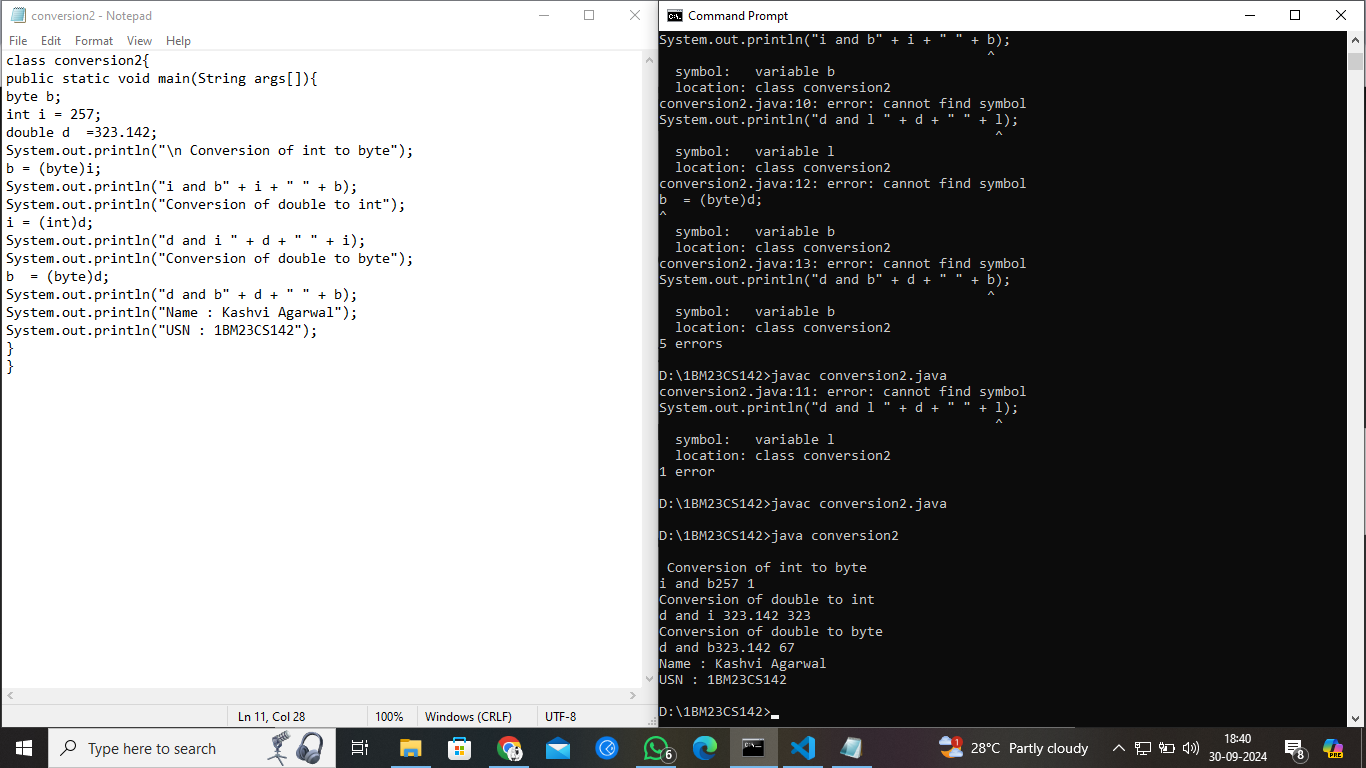 conversion2 - Notepad
File Edit Format View Help
class conversion2{
public static void main(String args[]){
byte b;
int i = 257;
double d  =323.142;
System.out.println("\n Conversion of int to byte");
b = (byte)i;
System.out.println("i and b" + i + " " + b);
System.out.println("Conversion of double to int");
i = (int)d;
System.out.println("d and i " + d + " " + i);
System.out.println("Conversion of double to byte");
b  = (byte)d;
System.out.println("d and b" + d + " " + b);
System.out.println("Name : Kashvi Agarwal");
System.out.println("USN : 1BM23CS142");
}
}
Ln 11, Col 28 100% Windows (CRLF) UTF-8
Command Prompt
System.out.println("i and b" + i + " " + b);
^
symbol:   variable b
location: class conversion2
conversion2.java:10: error: cannot find symbol
System.out.println("d and l " + d + " " + l);
^
symbol:   variable l
location: class conversion2
conversion2.java:12: error: cannot find symbol
b  = (byte)d;
^
symbol:   variable b
location: class conversion2
conversion2.java:13: error: cannot find symbol
System.out.println("d and b" + d + " " + b);
^
symbol:   variable b
location: class conversion2
5 errors
D:\1BM23CS142>javac conversion2.java
conversion2.java:11: error: cannot find symbol
System.out.println("d and l " + d + " " + l);
^
symbol:   variable l
location: class conversion2
1 error
D:\1BM23CS142>javac conversion2.java
D:\1BM23CS142>java conversion2
Conversion of int to byte
i and b257 1
Conversion of double to int
d and i 323.142 323
Conversion of double to byte
d and b323.142 67
Name : Kashvi Agarwal
USN : 1BM23CS142
D:\1BM23CS142>
Type here to search
6
1
28°C Partly cloudy
18:40
30-09-2024
8
PRE